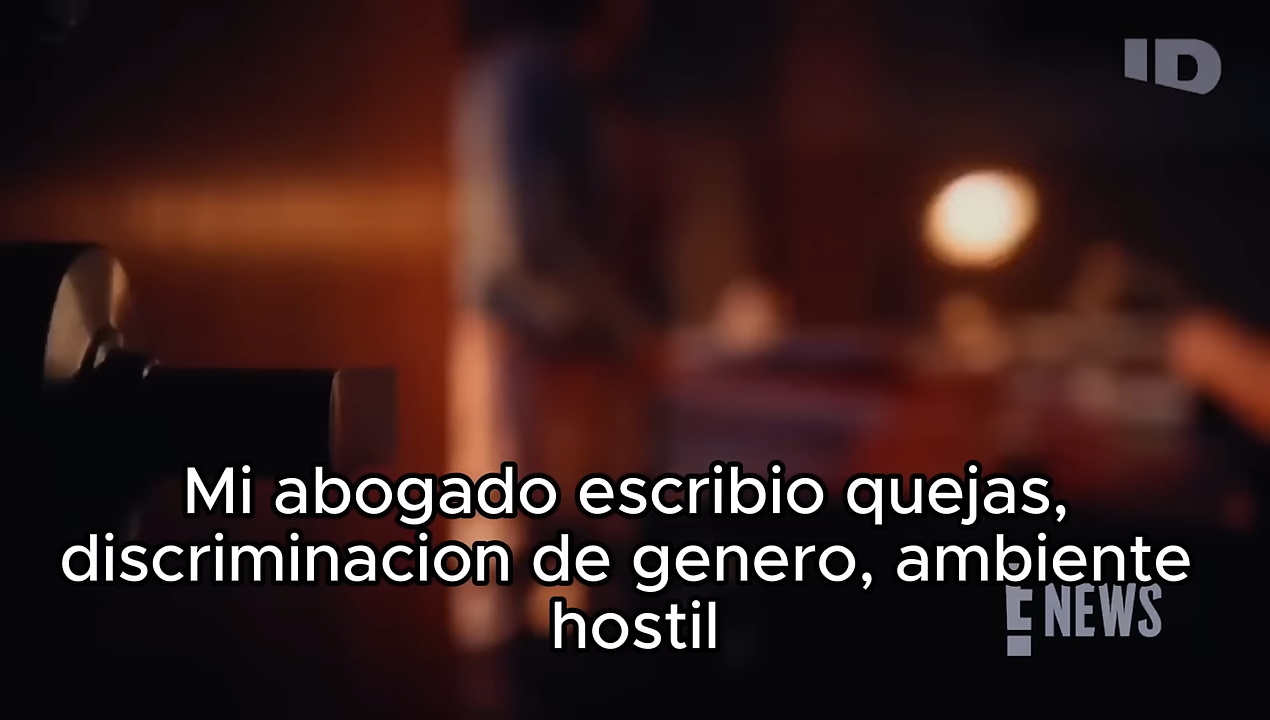 ID
Mi abogado escribio quejas,
discriminacion de genero, ambiente
hostil
E! NEWS